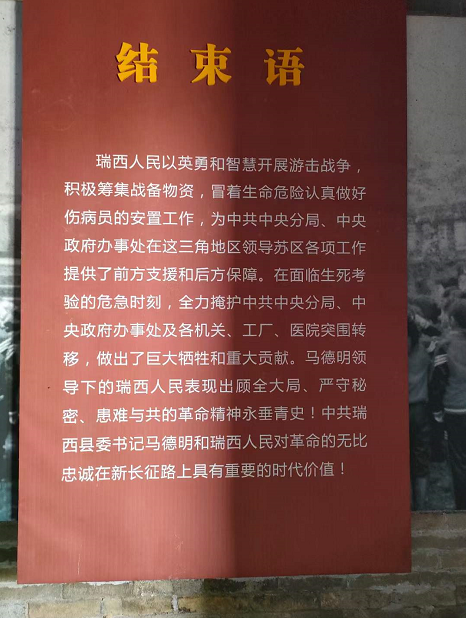 结束语
瑞西人民以英勇和智慧开展游击战争，
积极筹集战备物资，冒着生命危险认真做好
伤病员的安置工作，为中共中央分局、中央
政府办事处在这三角地区领导苏区各项工作
提供了前方支援和后方保障。在面临生死考
验的危急时刻，全力掩护中共中央分局、中
央政府办事处及各机关、工厂、医院突围转
移，做出了巨大牺牲和重大贡献。马德明领
导下的瑞西人民表现出顾全大局、严守秘
密、患难与共的革命精神永垂青史！中共瑞
西县委书记马德明和瑞西人民对革命的无比
忠诚在新长征路上具有重要的时代价值！